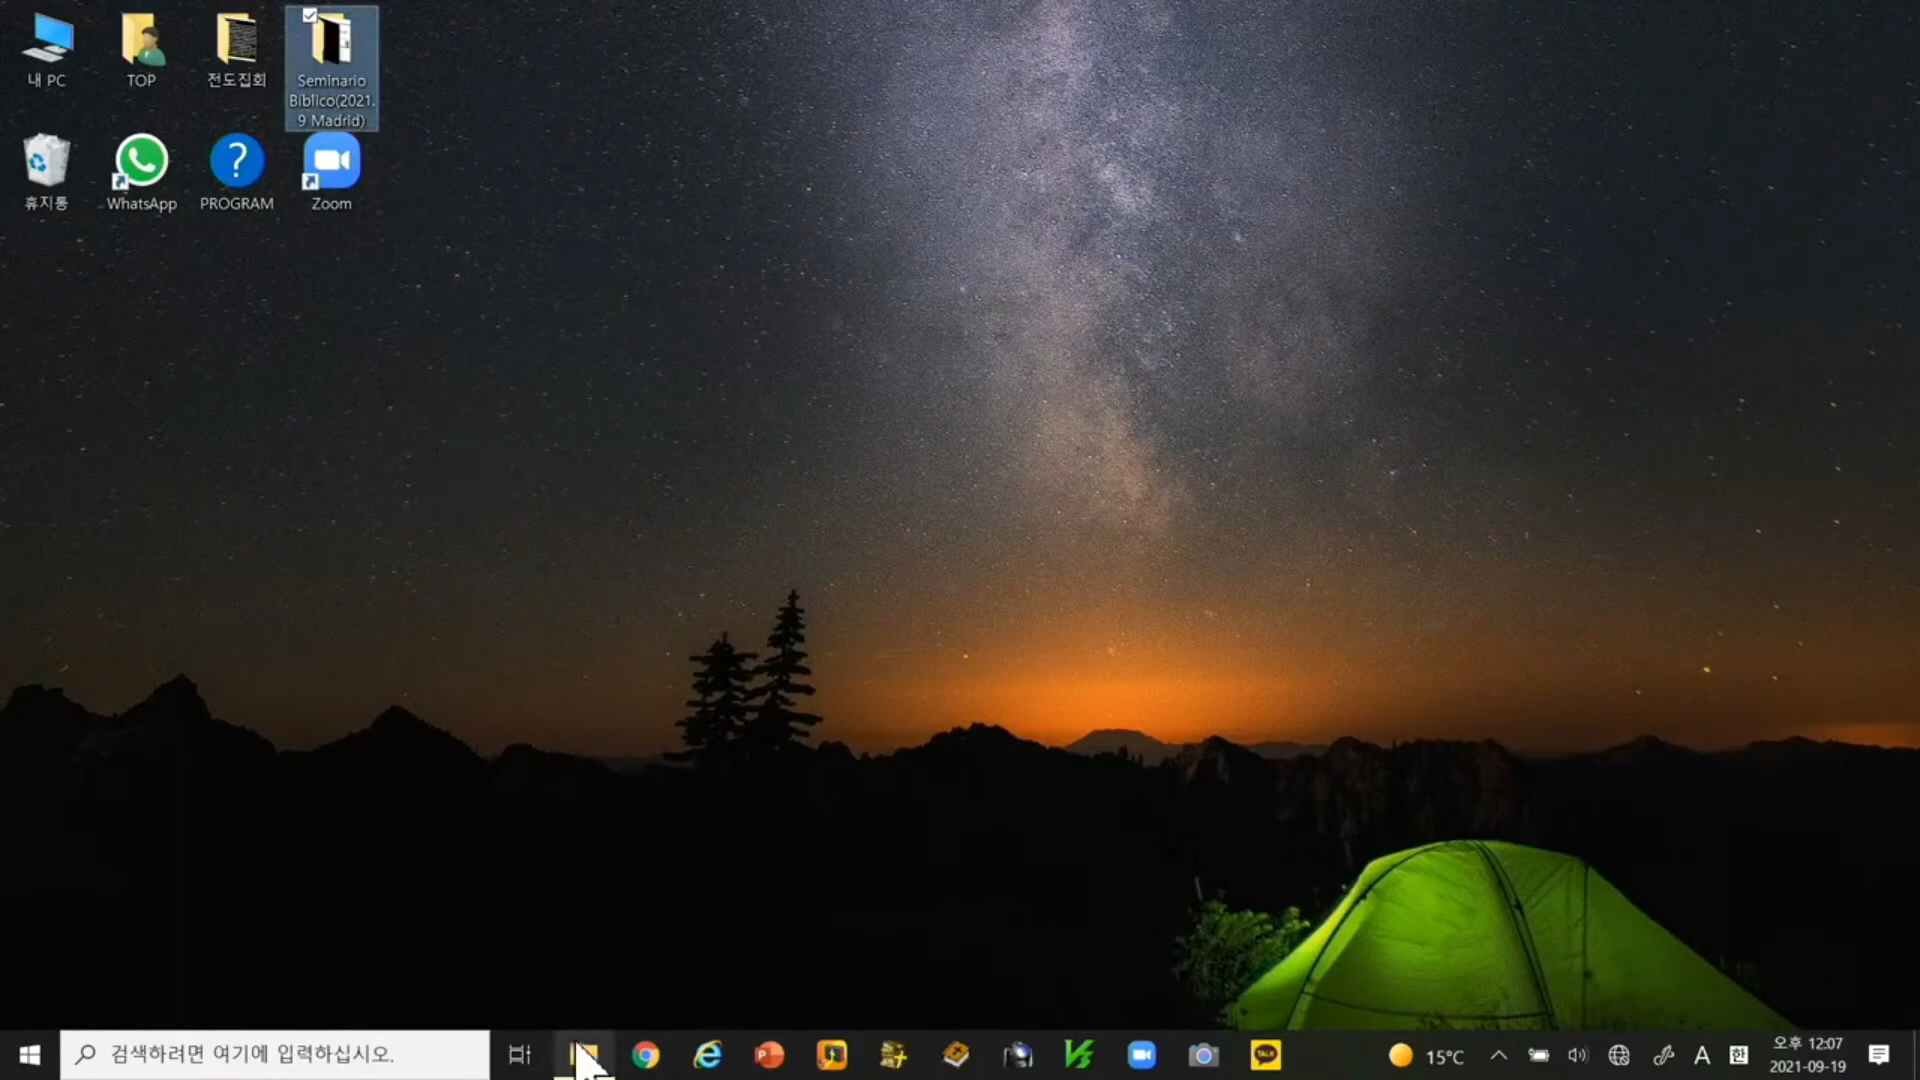 내 PC
TOP
전도집회
Seminario
Bíblico(2021.
9 Madrid)
휴지통
WhatsApp
PROGRAM
Zoom
검색하려면 여기에 입력하십시오.
15°C
A
한
오후 12:07
2021-09-19